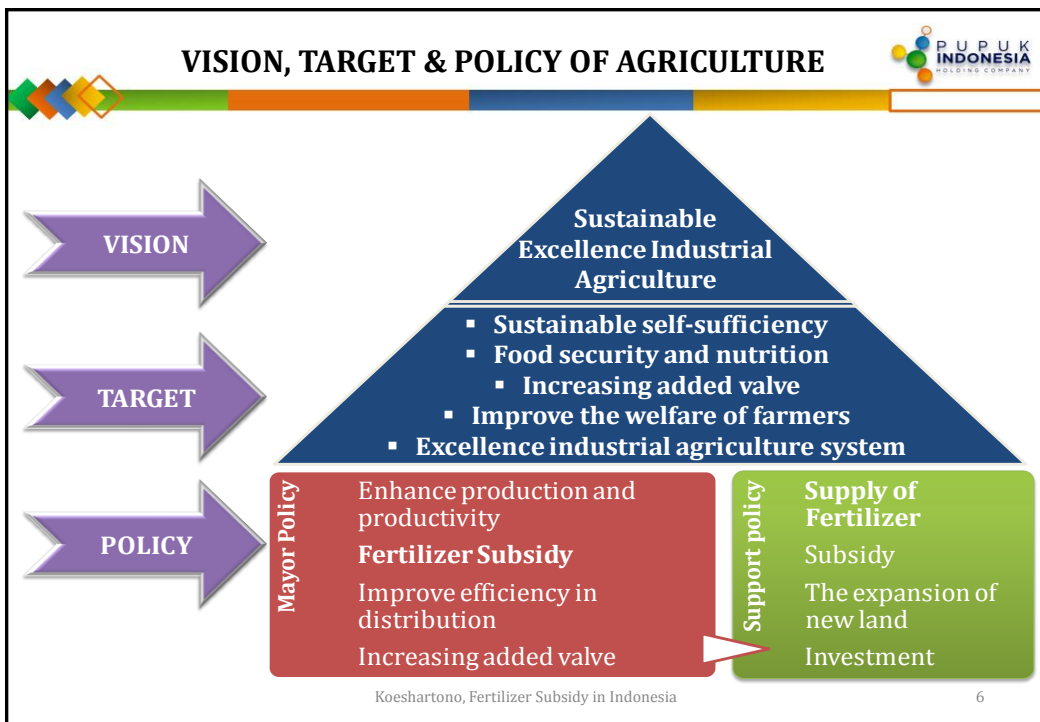 VISION, TARGET & POLICY OF AGRICULTURE
PUPUK
INDONESIA
HOLDING COMPANY
VISION
Sustainable
Excellence Industrial
Agriculture
TARGET
▪ Sustainable self-sufficiency
▪ Food security and nutrition
▪ Increasing added valve
▪ Improve the welfare of farmers
▪ Excellence industrial agriculture system
POLICY
Mayor Policy
Enhance production and
productivity
Fertilizer Subsidy
Improve efficiency in
distribution
Increasing added valve
Support policy
Supply of
Fertilizer
Subsidy
The expansion of
new land
Investment
Koeshartono, Fertilizer Subsidy in Indonesia
6